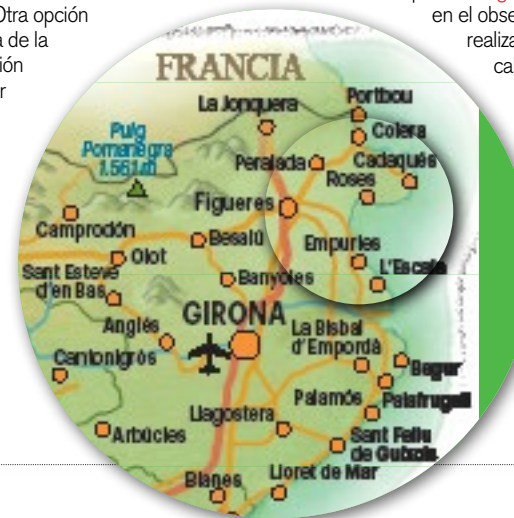 Otra opción
a de la
ión
r
en el obse
realiza
ca
FRANCIA
La Jonquera
Portbou
Colera
Puig
Pomanegra
1.561m
Peralada
Cadaqués
Roses
Figueres
Camprodón
Besalú
Empuries
Olot
L'Escala
Sant Esteve
d'en Bas
Banyoles
GIRONA
Anglés
La Bisbal
d'Empordà
Cantonigròs
Begur
Palamós
Palafrugell
Llagostera
Arbúcies
Sant Feliu
de Guíxols
Blanes
Lloret de Mar